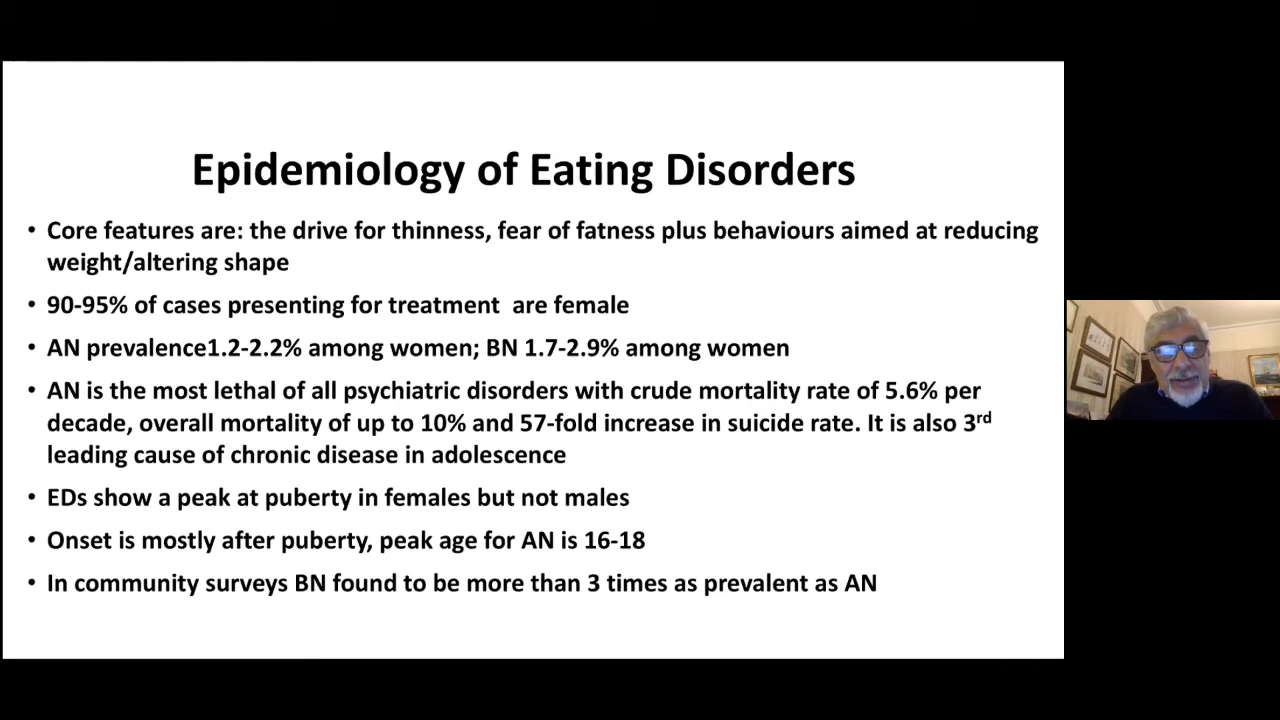 Epidemiology of Eating Disorders
• Core features are: the drive for thinness, fear of fatness plus behaviours aimed at reducing
weight/altering shape
• 90-95% of cases presenting for treatment  are female
• AN prevalence1.2-2.2% among women; BN 1.7-2.9% among women
• AN is the most lethal of all psychiatric disorders with crude mortality rate of 5.6% per
decade, overall mortality of up to 10% and 57-fold increase in suicide rate. It is also 3rd
leading cause of chronic disease in adolescence
• EDs show a peak at puberty in females but not males
• Onset is mostly after puberty, peak age for AN is 16-18
• In community surveys BN found to be more than 3 times as prevalent as AN